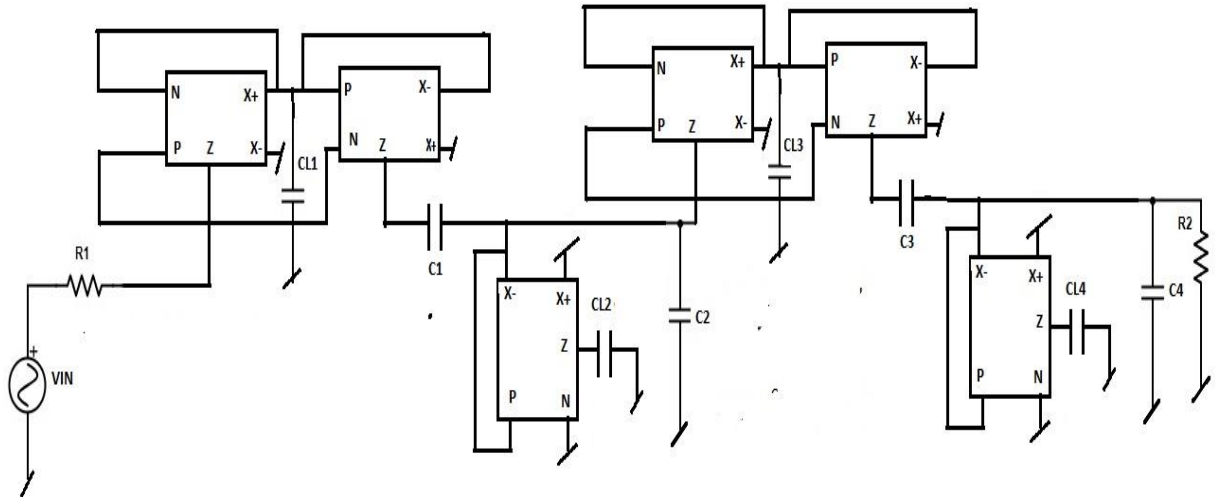 N
X+
P
Z
X-
CL1
P
X-
N
Z
X+
N
X+
P
Z
X-
CL3
P
X-
N
Z
X+
R1
VIN
+
C1
X-
X+
CL2
Z
P
N
C2
C3
X-
X+
CL4
Z
P
N
C4
R2